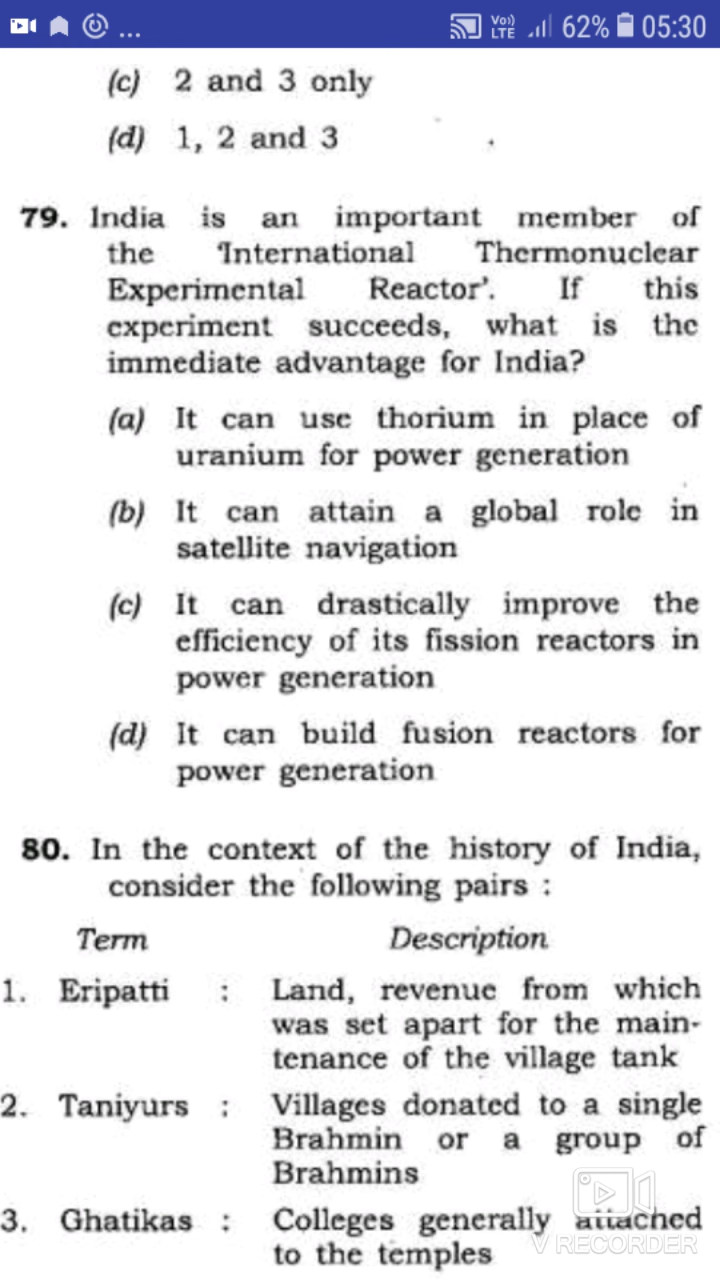 ... Vo)) LTE 62% 05:30
(c) 2 and 3 only
(d) 1, 2 and 3
79. India is an important member of
the 'International Thermonuclear
Experimental Reactor'. If this
experiment succeeds, what is the
immediate advantage for India?
(a) It can use thorium in place of
uranium for power generation
(b) It can attain a global role in
satellite navigation
(c) It can drastically improve the
efficiency of its fission reactors in
power generation
(d) It can build fusion reactors for
power generation
80. In the context of the history of India,
consider the following pairs :
Term Description
1. Eripatti : Land, revenue from which
was set apart for the main-
tenance of the village tank
2. Taniyurs : Villages donated to a single
Brahmin or a group of
Brahmins
3. Ghatikas : Colleges generally attached
to the temples
V RECORDER